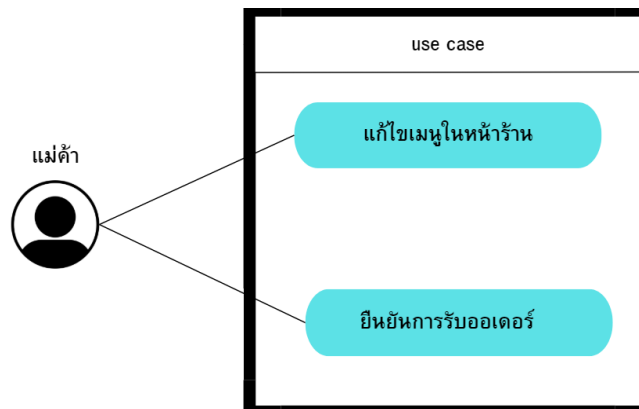 use case
แก้ไขเมนูในหน้าร้าน
แม่ค้า
ยืนยันการรับออเดอร์